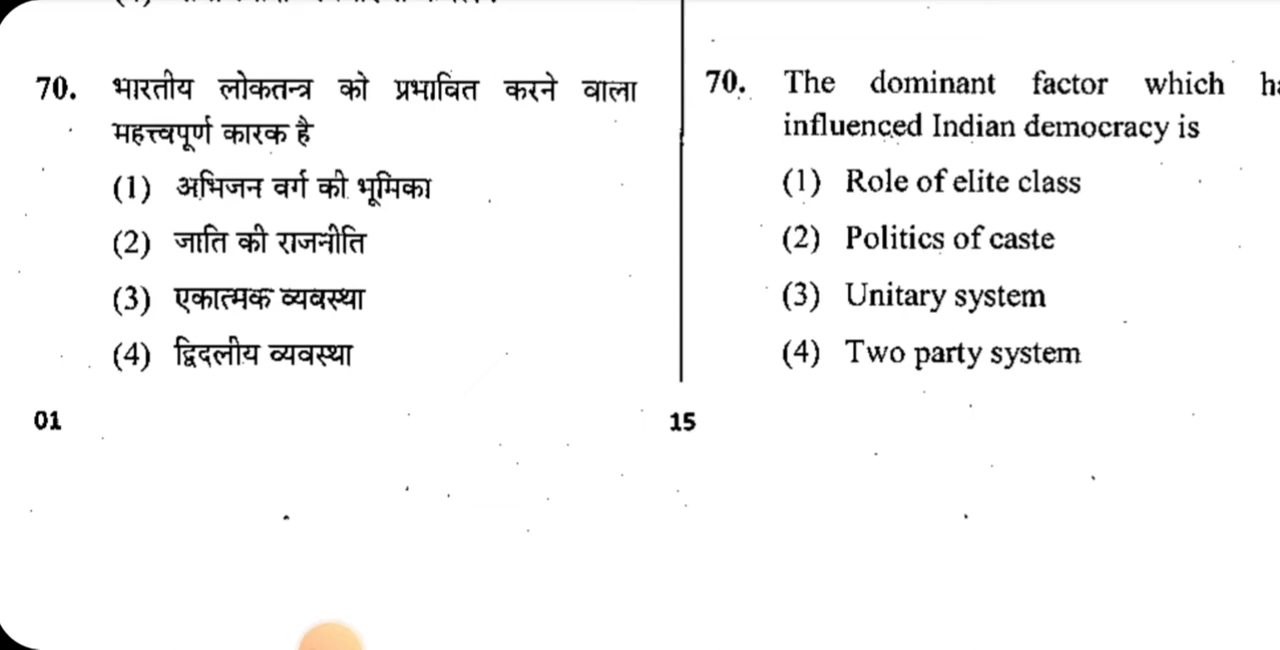 70. भारतीय लोकतन्त्र को प्रभावित करने वाला
महत्त्वपूर्ण कारक है
(1) अभिजन वर्ग की भूमिका
(2) जाति की राजनीति
(3) एकात्मक व्यवस्था
(4) द्विदलीय व्यवस्था
01
70. The dominant factor which
influenced Indian democracy is
(1) Role of elite class
(2) Politics of caste
(3) Unitary system
(4) Two party system
15